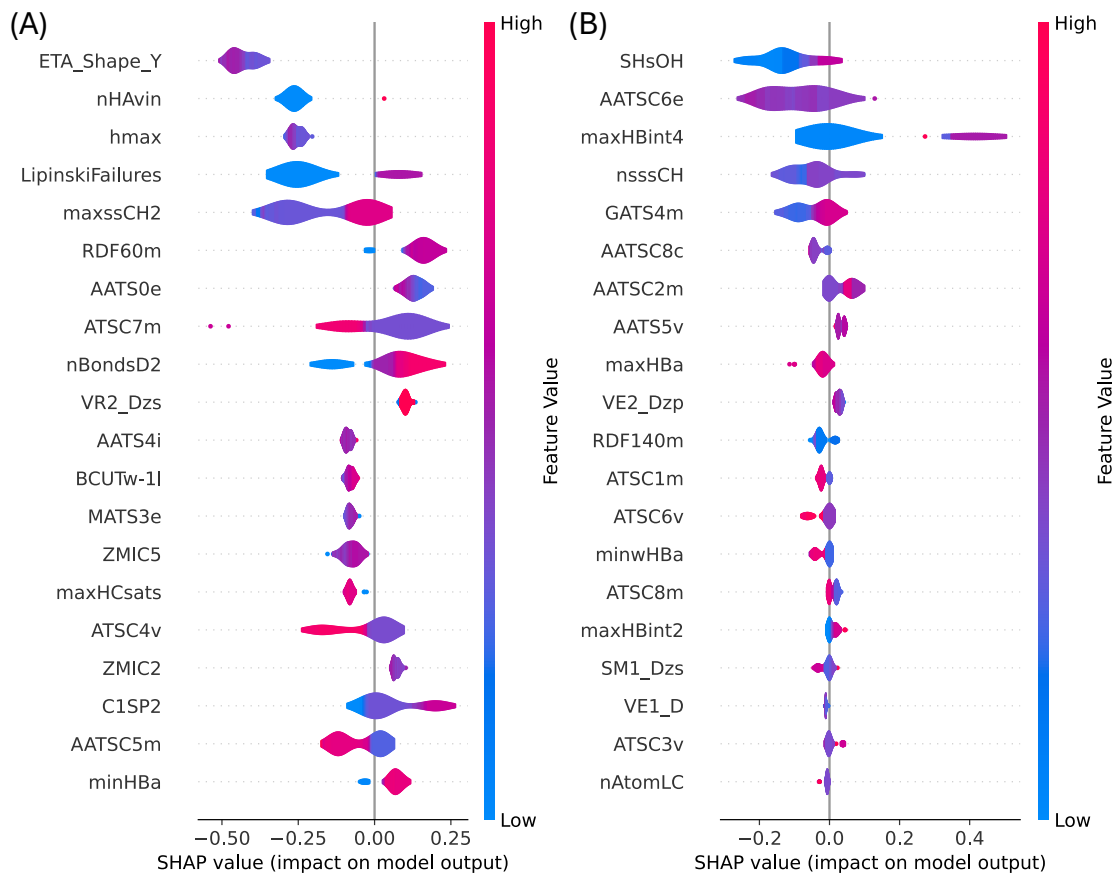 (A)
High
ETA_Shape_Y
nHAvin
hmax
LipinskiFailures
maxssCH2
RDF60m
AATS0e
ATSC7m
nBondsD2
VR2_Dzs
AATS4i
BCUTw-1l
MATS3e
ZMIC5
maxHCsats
ATSC4v
ZMIC2
C1SP2
AATSC5m
minHBa
Low
Feature Value
−0.50 −0.25 0.00 0.25
SHAP value (impact on model output)
(B)
High
SHsOH
AATSC6e
maxHBint4
nsssCH
GATS4m
AATSC8c
AATSC2m
AATS5v
maxHBa
VE2_Dzp
RDF140m
ATSC1m
ATSC6v
minwHBa
ATSC8m
maxHBint2
SM1_Dzs
VE1_D
ATSC3v
nAtomLC
Low
Feature Value
−0.2 0.0 0.2 0.4
SHAP value (impact on model output)